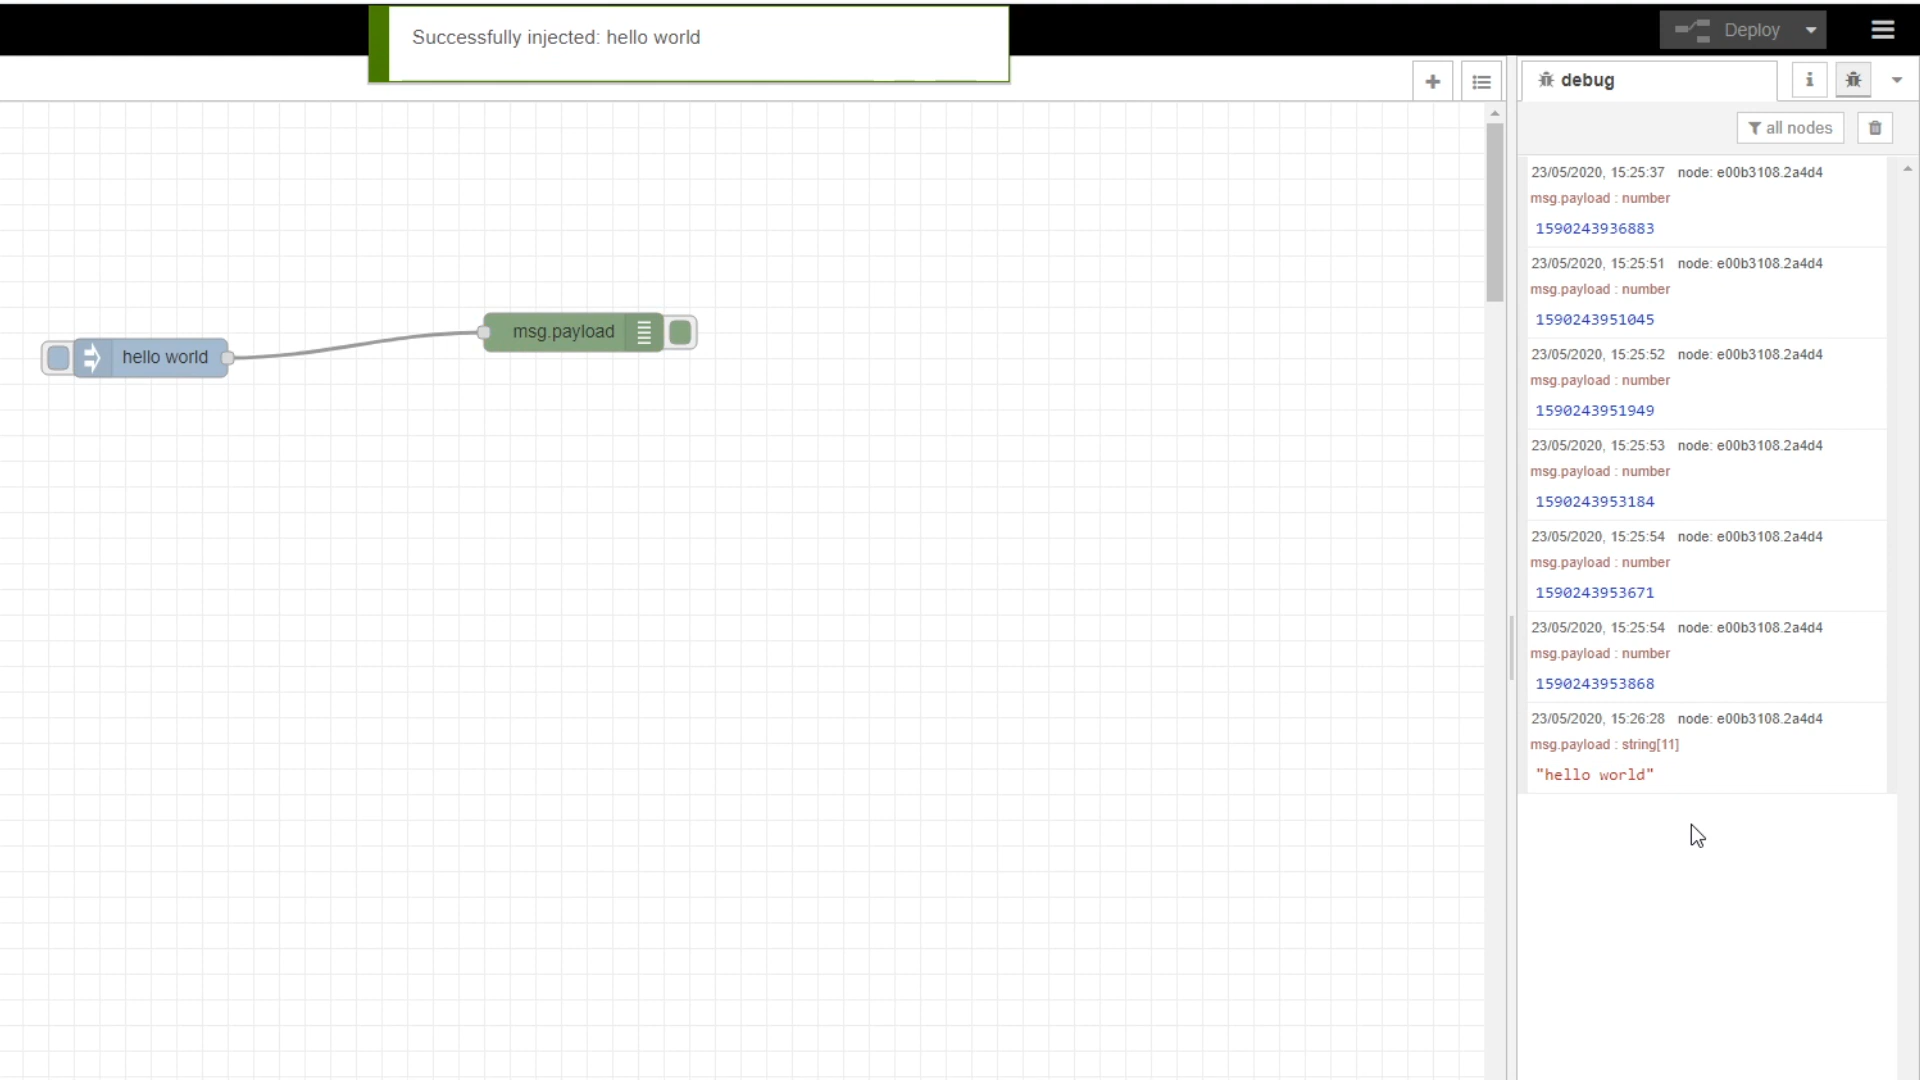 Successfully injected: hello world
Deploy
debug
i
all nodes
23/05/2020, 15:25:37 node: e00b3108.2a4d4
msg.payload : number
1590243936883
23/05/2020, 15:25:51 node: e00b3108.2a4d4
msg.payload : number
1590243951045
23/05/2020, 15:25:52 node: e00b3108.2a4d4
msg.payload : number
1590243951949
23/05/2020, 15:25:53 node: e00b3108.2a4d4
msg.payload : number
1590243953184
23/05/2020, 15:25:54 node: e00b3108.2a4d4
msg.payload : number
1590243953671
23/05/2020, 15:25:54 node: e00b3108.2a4d4
msg.payload : number
1590243953868
23/05/2020, 15:26:28 node: e00b3108.2a4d4
msg.payload : string[11]
"hello world"
msg.payload
hello world